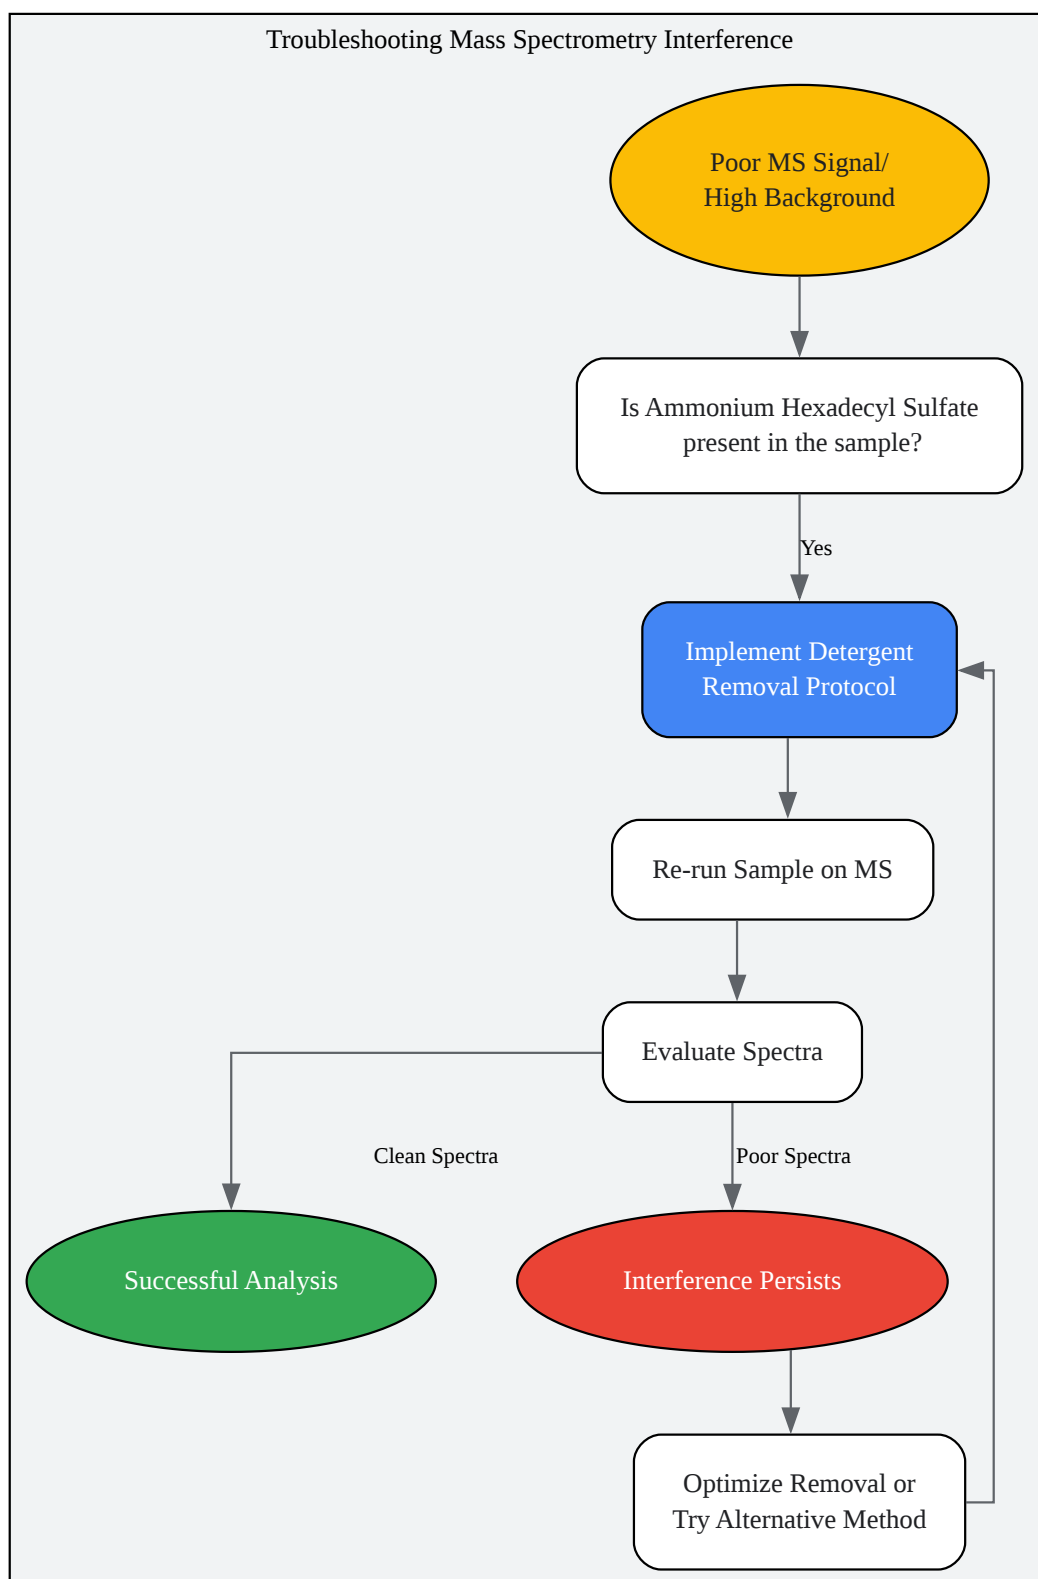 Troubleshooting Mass Spectrometry Interference
Poor MS Signal/
High Background
Is Ammonium Hexadecyl Sulfate
present in the sample?
Yes
Implement Detergent
Removal Protocol
Re-run Sample on MS
Evaluate Spectra
Clean Spectra
Poor Spectra
Successful Analysis
Interference Persists
Optimize Removal or
Try Alternative Method